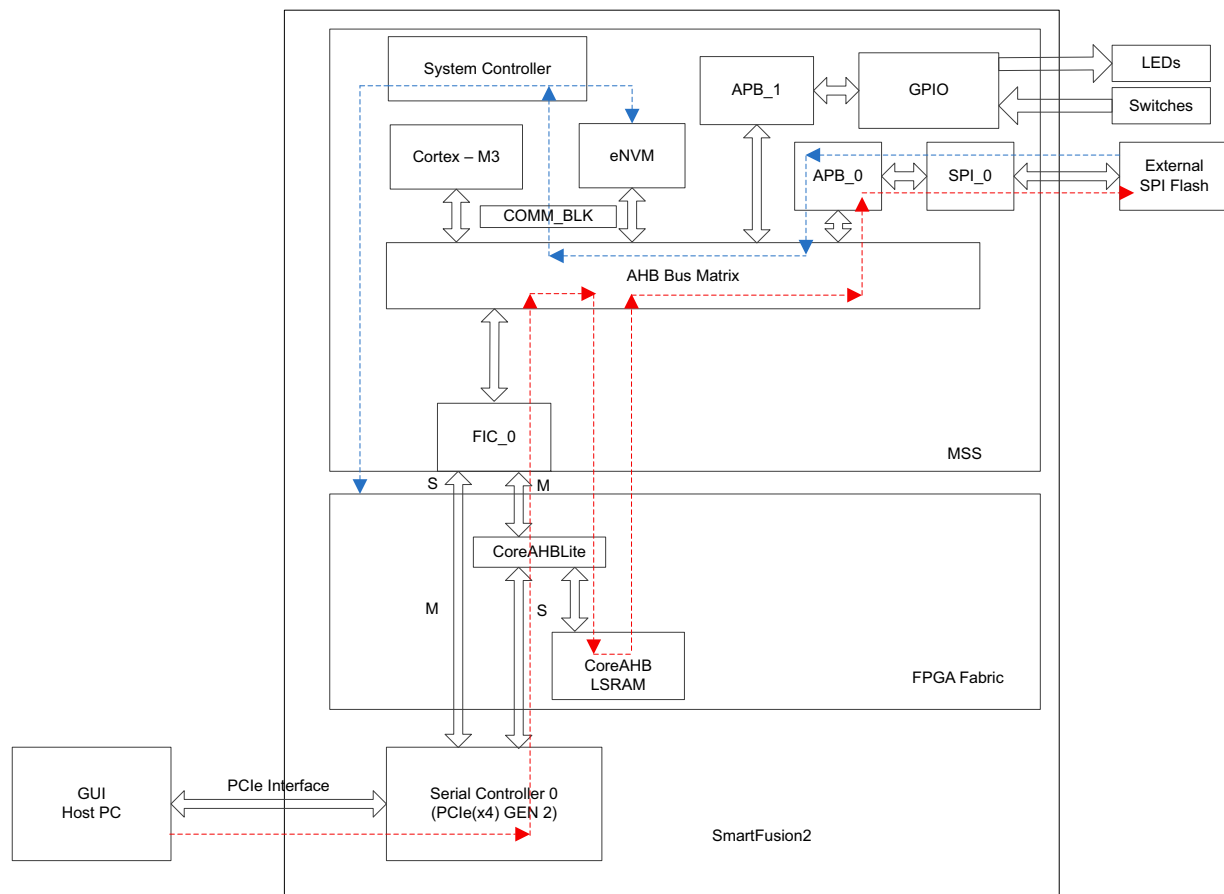 System Controller
APB_1
GPIO
LEDs
Switches
Cortex – M3
eNVM
APB_0
SPI_0
External
SPI Flash
COMM_BLK
AHB Bus Matrix
FIC_0
MSS
S
M
CoreAHBLite
M
S
CoreAHB
LSRAM
FPGA Fabric
GUI
Host PC
PCIe Interface
Serial Controller 0
(PCIe(x4) GEN 2)
SmartFusion2